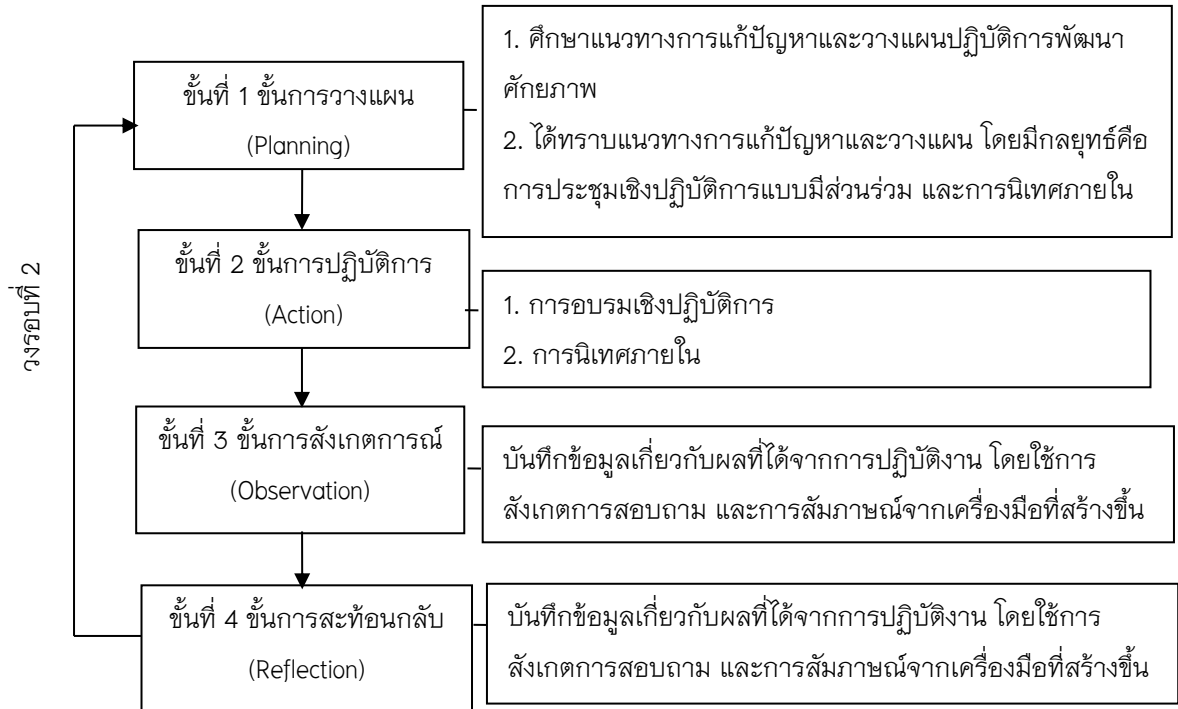 ขั้นที่ 1 ขั้นการวางแผน
(Planning)
1. ศึกษาแนวทางการแก้ปัญหาและวางแผนปฏิบัติการพัฒนา
ศักยภาพ
2. ได้ทราบแนวทางการแก้ปัญหาและวางแผน โดยมีกลยุทธ์คือ
การประชุมเชิงปฏิบัติการแบบมีส่วนร่วม และการนิเทศภายใน
ขั้นที่ 2 ขั้นการปฏิบัติการ
(Action)
1. การอบรมเชิงปฏิบัติการ
2. การนิเทศภายใน
ขั้นที่ 3 ขั้นการสังเกตการณ์
(Observation)
บันทึกข้อมูลเกี่ยวกับผลที่ได้จากการปฏิบัติงาน โดยใช้การ
สังเกตการสอบถาม และการสัมภาษณ์จากเครื่องมือที่สร้างขึ้น
ขั้นที่ 4 ขั้นการสะท้อนกลับ
(Reflection)
บันทึกข้อมูลเกี่ยวกับผลที่ได้จากการปฏิบัติงาน โดยใช้การ
สังเกตการสอบถาม และการสัมภาษณ์จากเครื่องมือที่สร้างขึ้น
วงรอบที่ 2